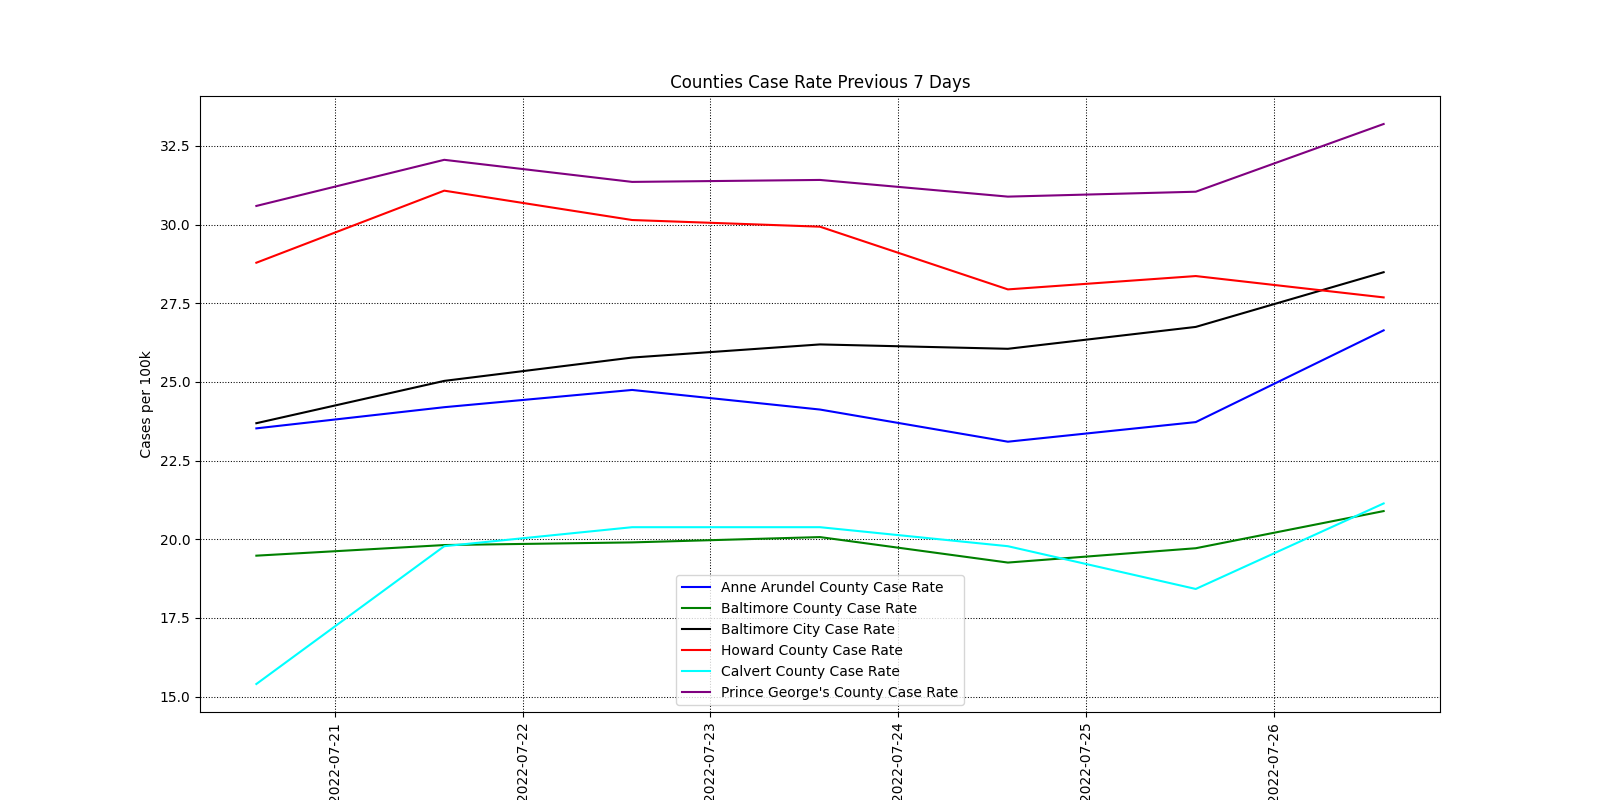 Counties Case Rate Previous 7 Days
Cases per 100k
32.5
30.0
27.5
25.0
22.5
20.0
17.5
15.0
Anne Arundel County Case Rate
Baltimore County Case Rate
Baltimore City Case Rate
Howard County Case Rate
Calvert County Case Rate
Prince George's County Case Rate
2022-07-21
2022-07-22
2022-07-23
2022-07-24
2022-07-25
2022-07-26